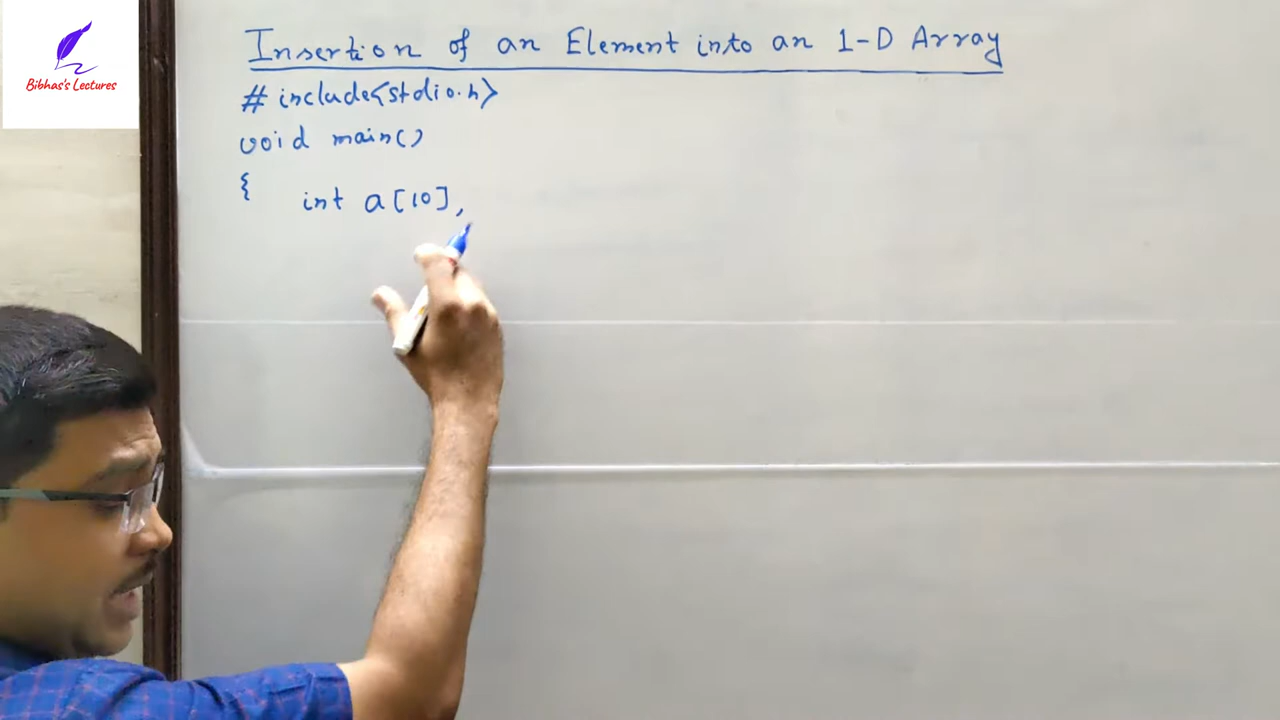 Bibhas's Lectures
Insertion of an Element into an 1-D Array
# include<stdio.h>
void main()
{
int a[10],